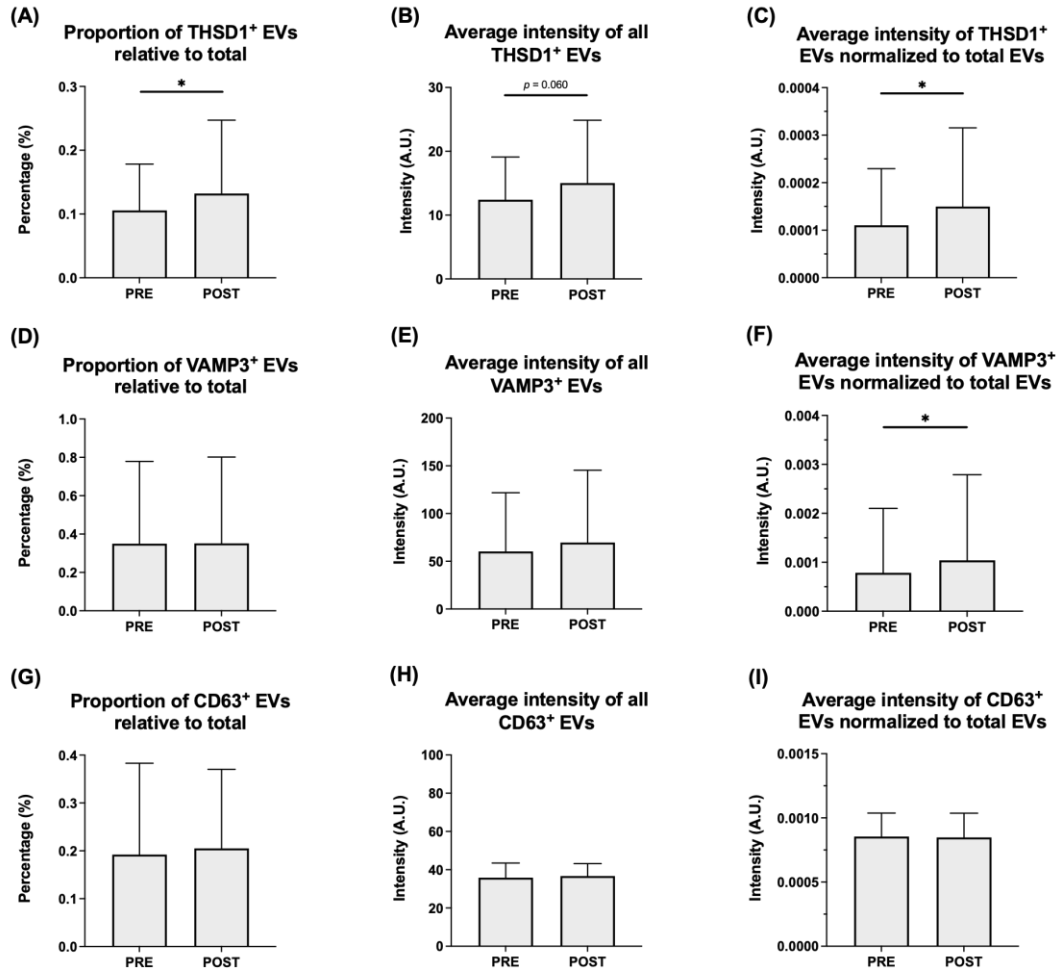 (A)
Proportion of THSD1⁺ EVs
relative to total
Percentage (%)
0.3
0.2
0.1
0.0
*
PRE POST
(B)
Average intensity of all
THSD1⁺ EVs
Intensity (A.U.)
30
20
10
0
p = 0.060
PRE POST
(C)
Average intensity of THSD1⁺
EVs normalized to total EVs
Intensity (A.U.)
0.0004
0.0003
0.0002
0.0001
0.0000
*
PRE POST
(D)
Proportion of VAMP3⁺ EVs
relative to total
Percentage (%)
1.0
0.8
0.6
0.4
0.2
0.0
PRE POST
(E)
Average intensity of all
VAMP3⁺ EVs
Intensity (A.U.)
200
150
100
50
0
PRE POST
(F)
Average intensity of VAMP3⁺
EVs normalized to total EVs
Intensity (A.U.)
0.004
0.003
0.002
0.001
0.000
*
PRE POST
(G)
Proportion of CD63⁺ EVs
relative to total
Percentage (%)
0.4
0.3
0.2
0.1
0.0
PRE POST
(H)
Average intensity of all
CD63⁺ EVs
Intensity (A.U.)
100
80
60
40
20
0
PRE POST
(I)
Average intensity of CD63⁺
EVs normalized to total EVs
Intensity (A.U.)
0.0015
0.0010
0.0005
0.0000
PRE POST